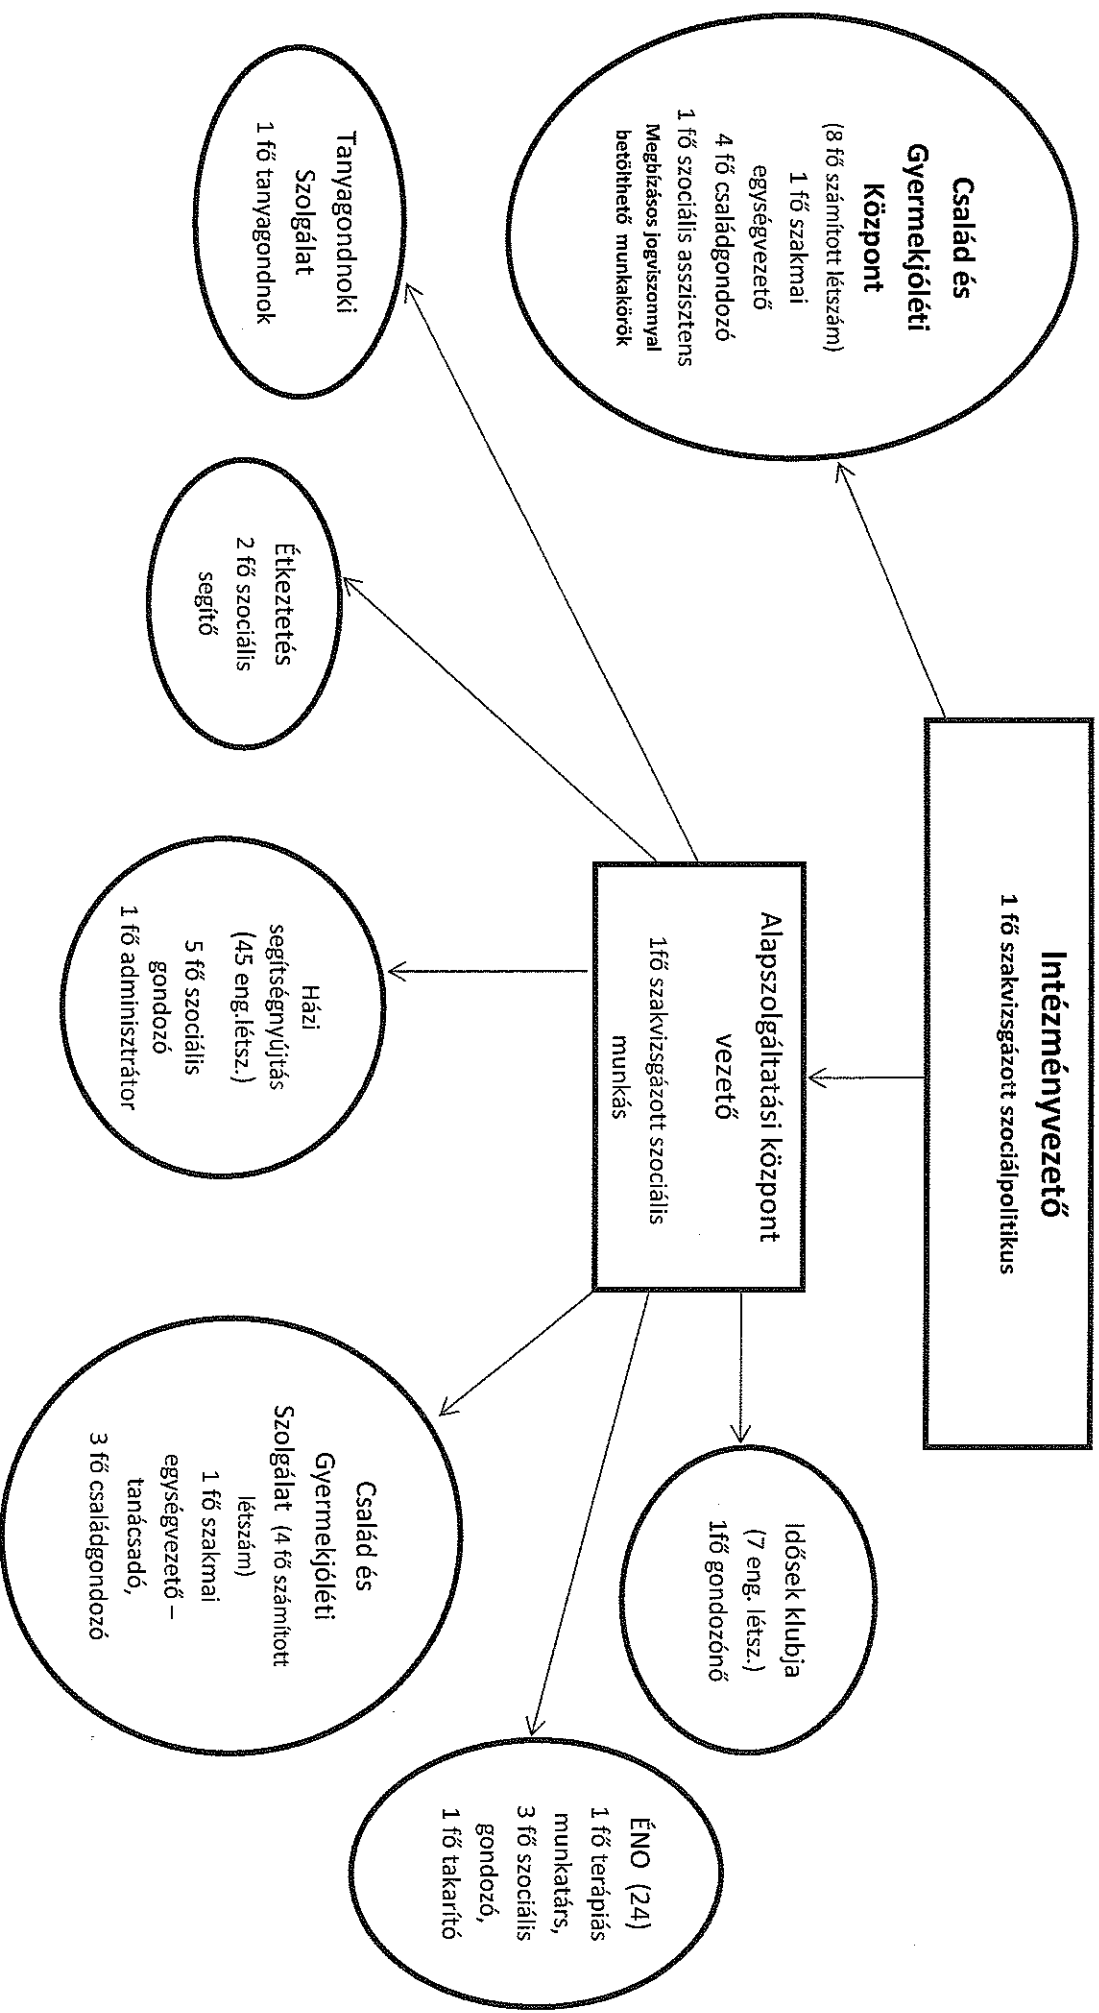 Intézményvezető
1 fő szakvizsgázott szociálpolitikus
Család és
Gyermekjóléti
Központ
(8 fő számított létszám)
1 fő szakmai
egységvezető
4 fő családgondozó
1 fő szociális asszisztens
Megbízásos jogviszonnyal
betölthető munkakörök
Alapszolgáltatási központ
vezető
1fő szakvizsgázott szociális
munkás
Idősek klubja
(7 eng. létsz.)
1fő gondozónő
Tanyagondnoki
Szolgálat
1 fő tanyagondnok
Étkeztetés
2 fő szociális
segítő
Házi
segítségnyújtás
(45 eng.létsz.)
5 fő szociális
gondozó
1 fő adminisztrátor
Család és
Gyermekjóléti
Szolgálat (4 fő számított
létszám)
1 fő szakmai
egységvezető –
tanácsadó,
3 fő családgondozó
ÉNO (24)
1 fő terápiás
munkatárs,
3 fő szociális
gondozó,
1 fő takarító